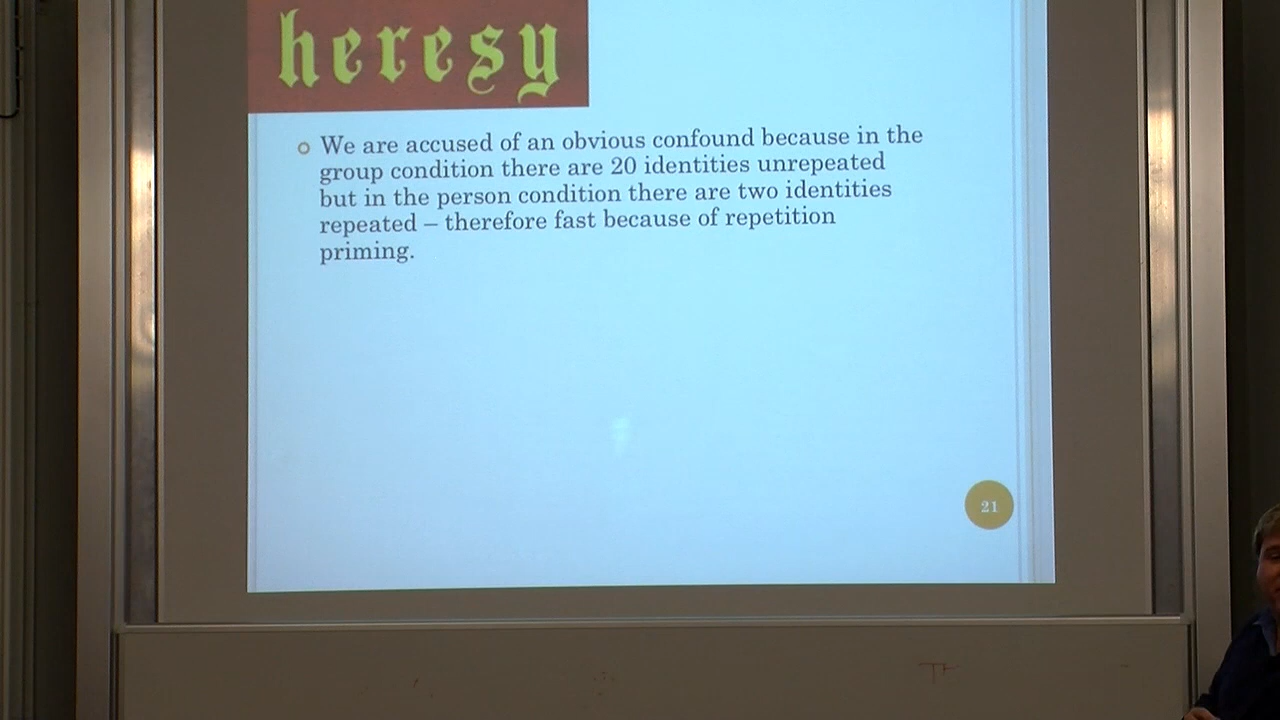 heresy
We are accused of an obvious confound because in the
group condition there are 20 identities unrepeated
but in the person condition there are two identities
repeated – therefore fast because of repetition
priming.
21